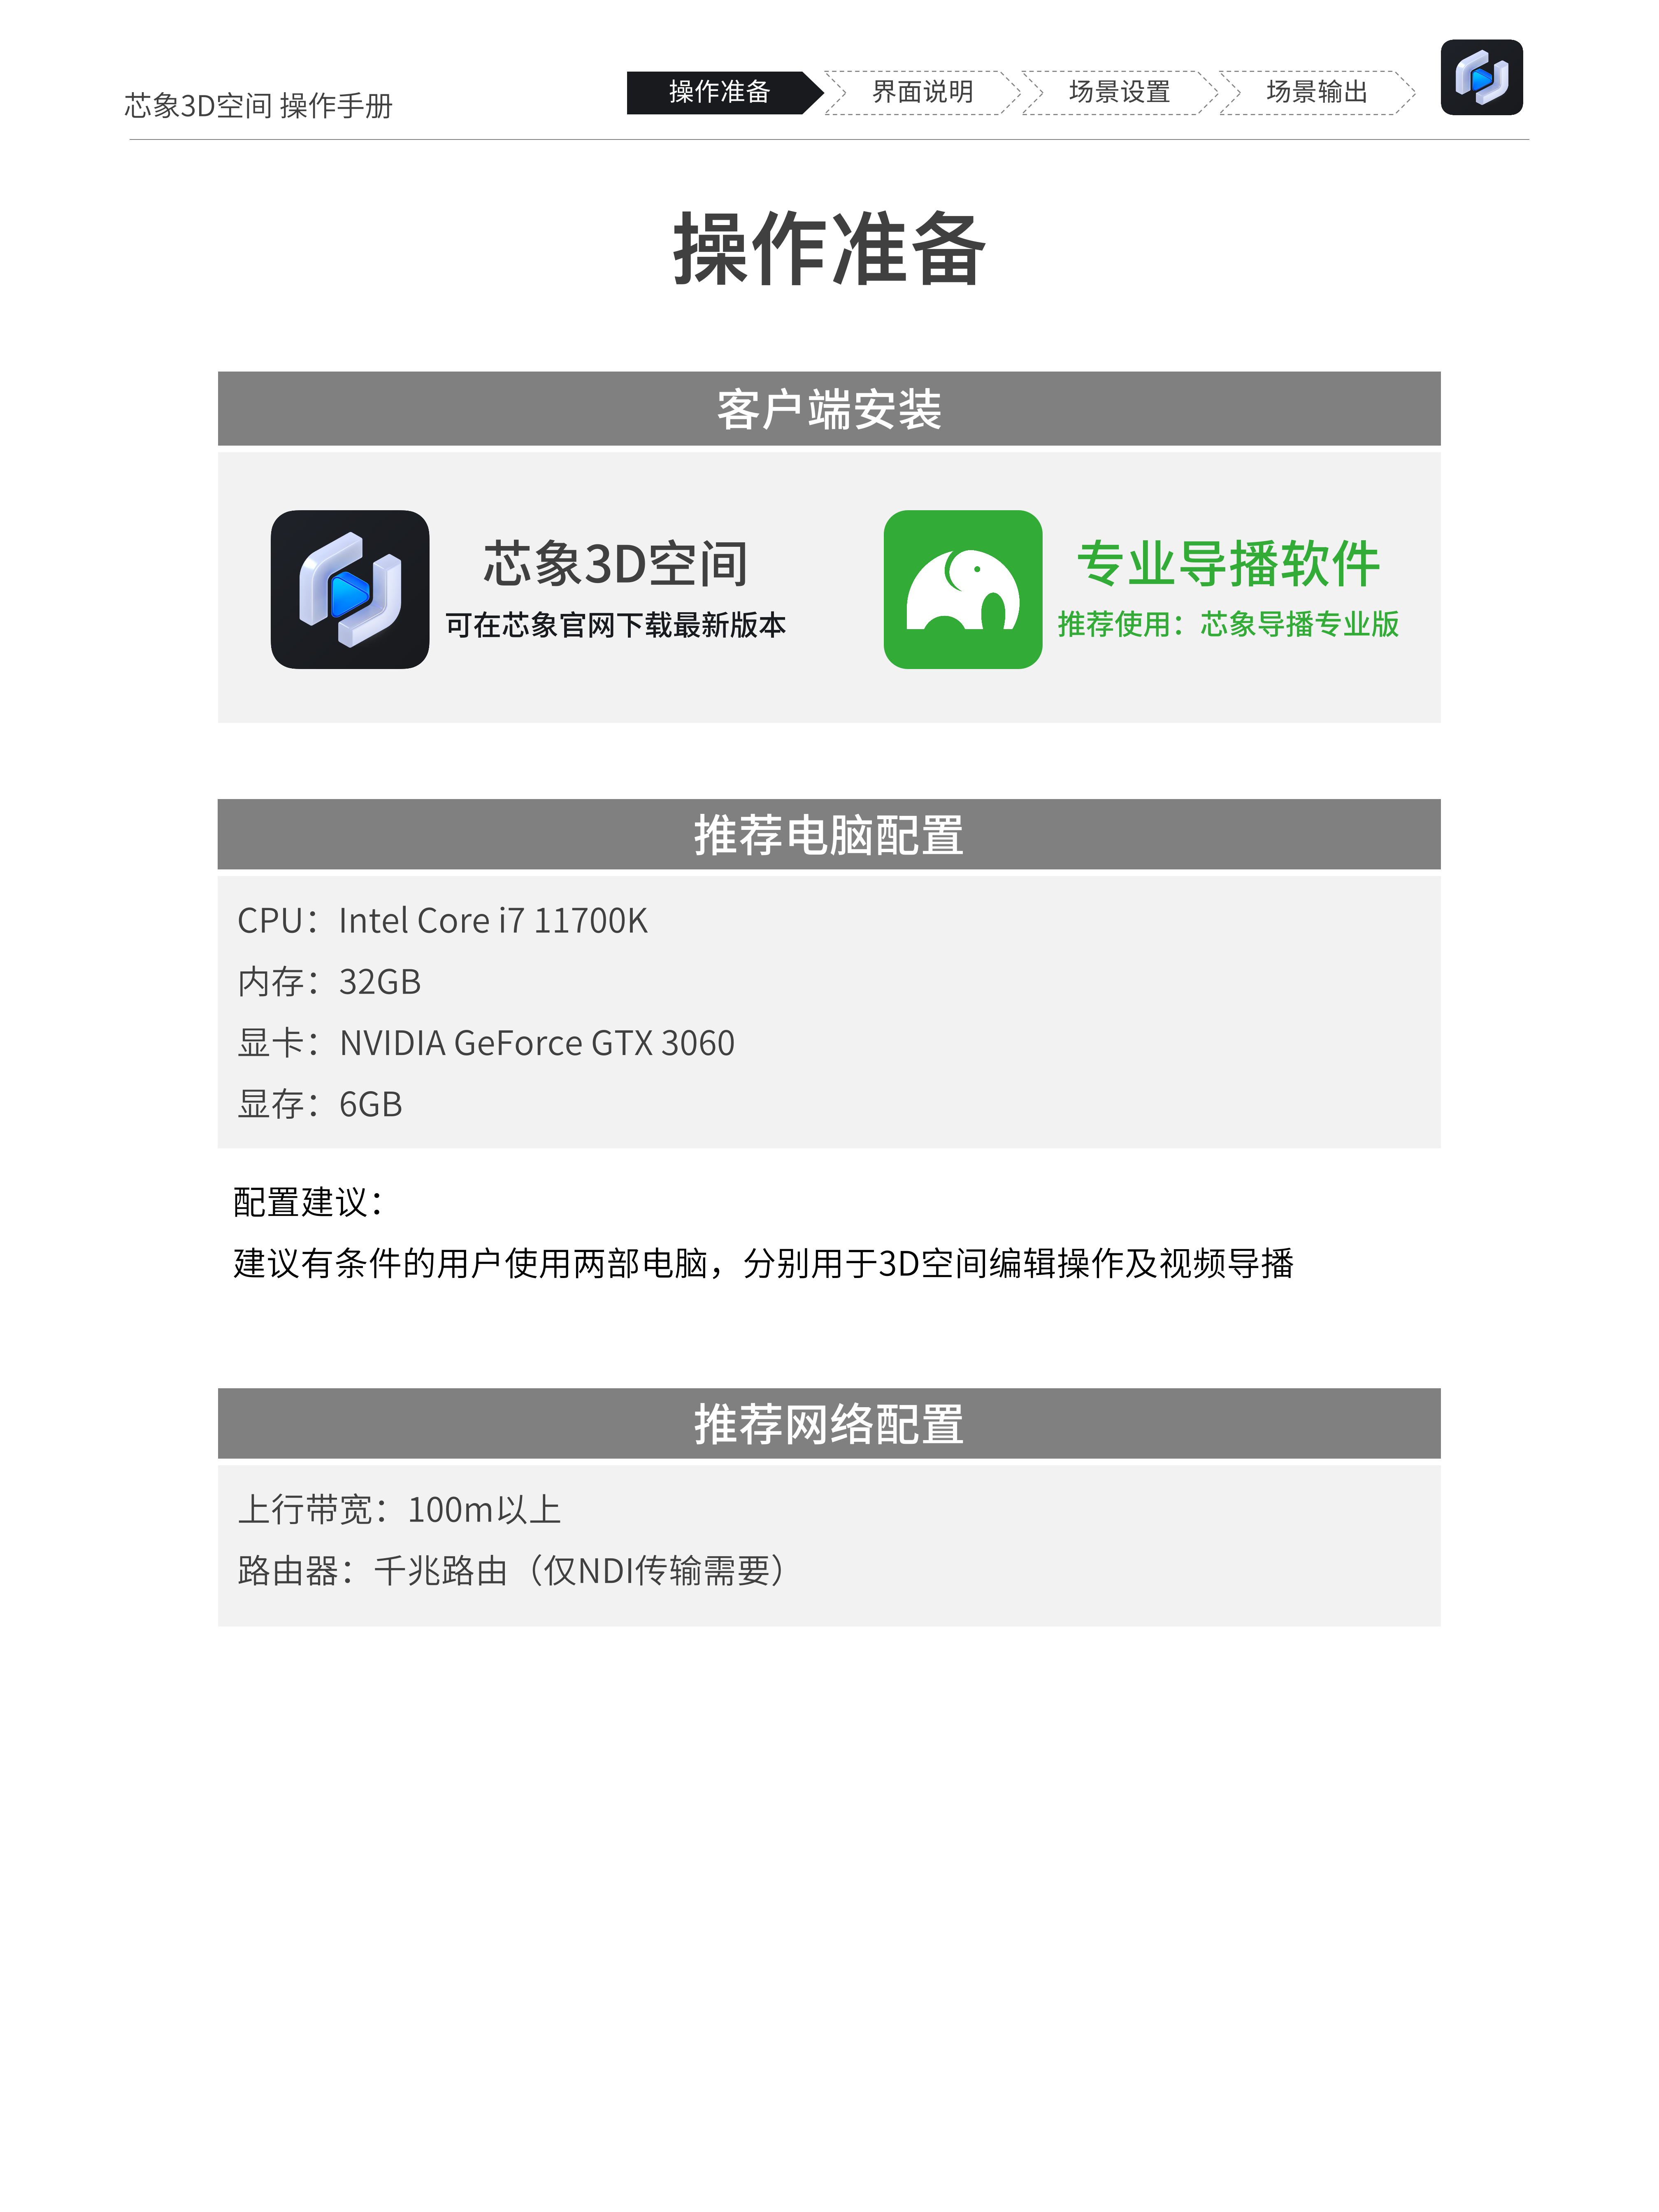 芯象3D空间 操作手册
操作准备
界面说明
场景设置
场景输出
操作准备
客户端安装
芯象3D空间
可在芯象官网下载最新版本
专业导播软件
推荐使用：芯象导播专业版
推荐电脑配置
CPU：Intel Core i7 11700K
内存：32GB
显卡：NVIDIA GeForce GTX 3060
显存：6GB
配置建议：
建议有条件的用户使用两部电脑，分别用于3D空间编辑操作及视频导播
推荐网络配置
上行带宽：100m以上
路由器：千兆路由（仅NDI传输需要）